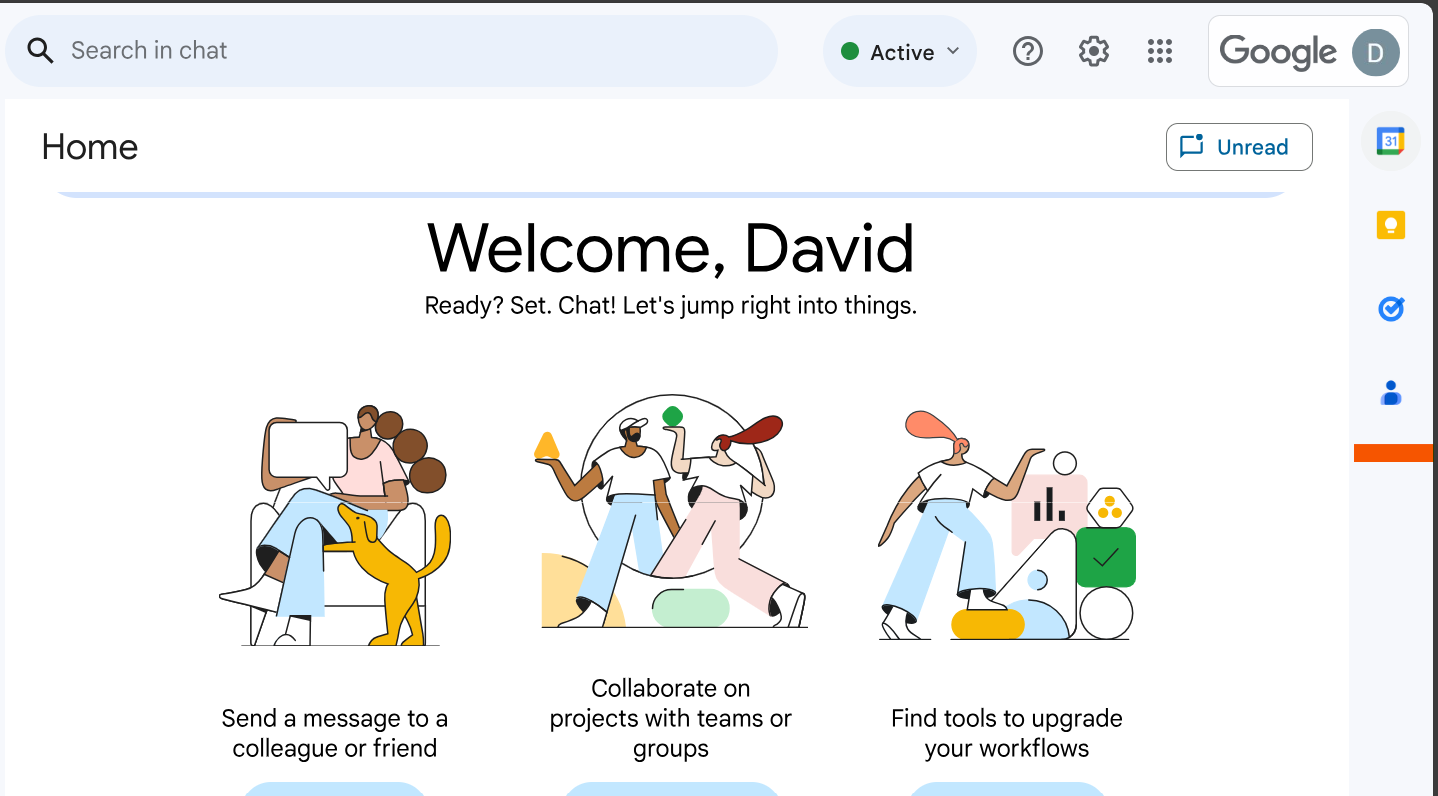 Search in chat
Active
Google
D
Home
Unread
31
Welcome, David
Ready? Set. Chat! Let's jump right into things.
Send a message to a
colleague or friend
Collaborate on
projects with teams or
groups
Find tools to upgrade
your workflows